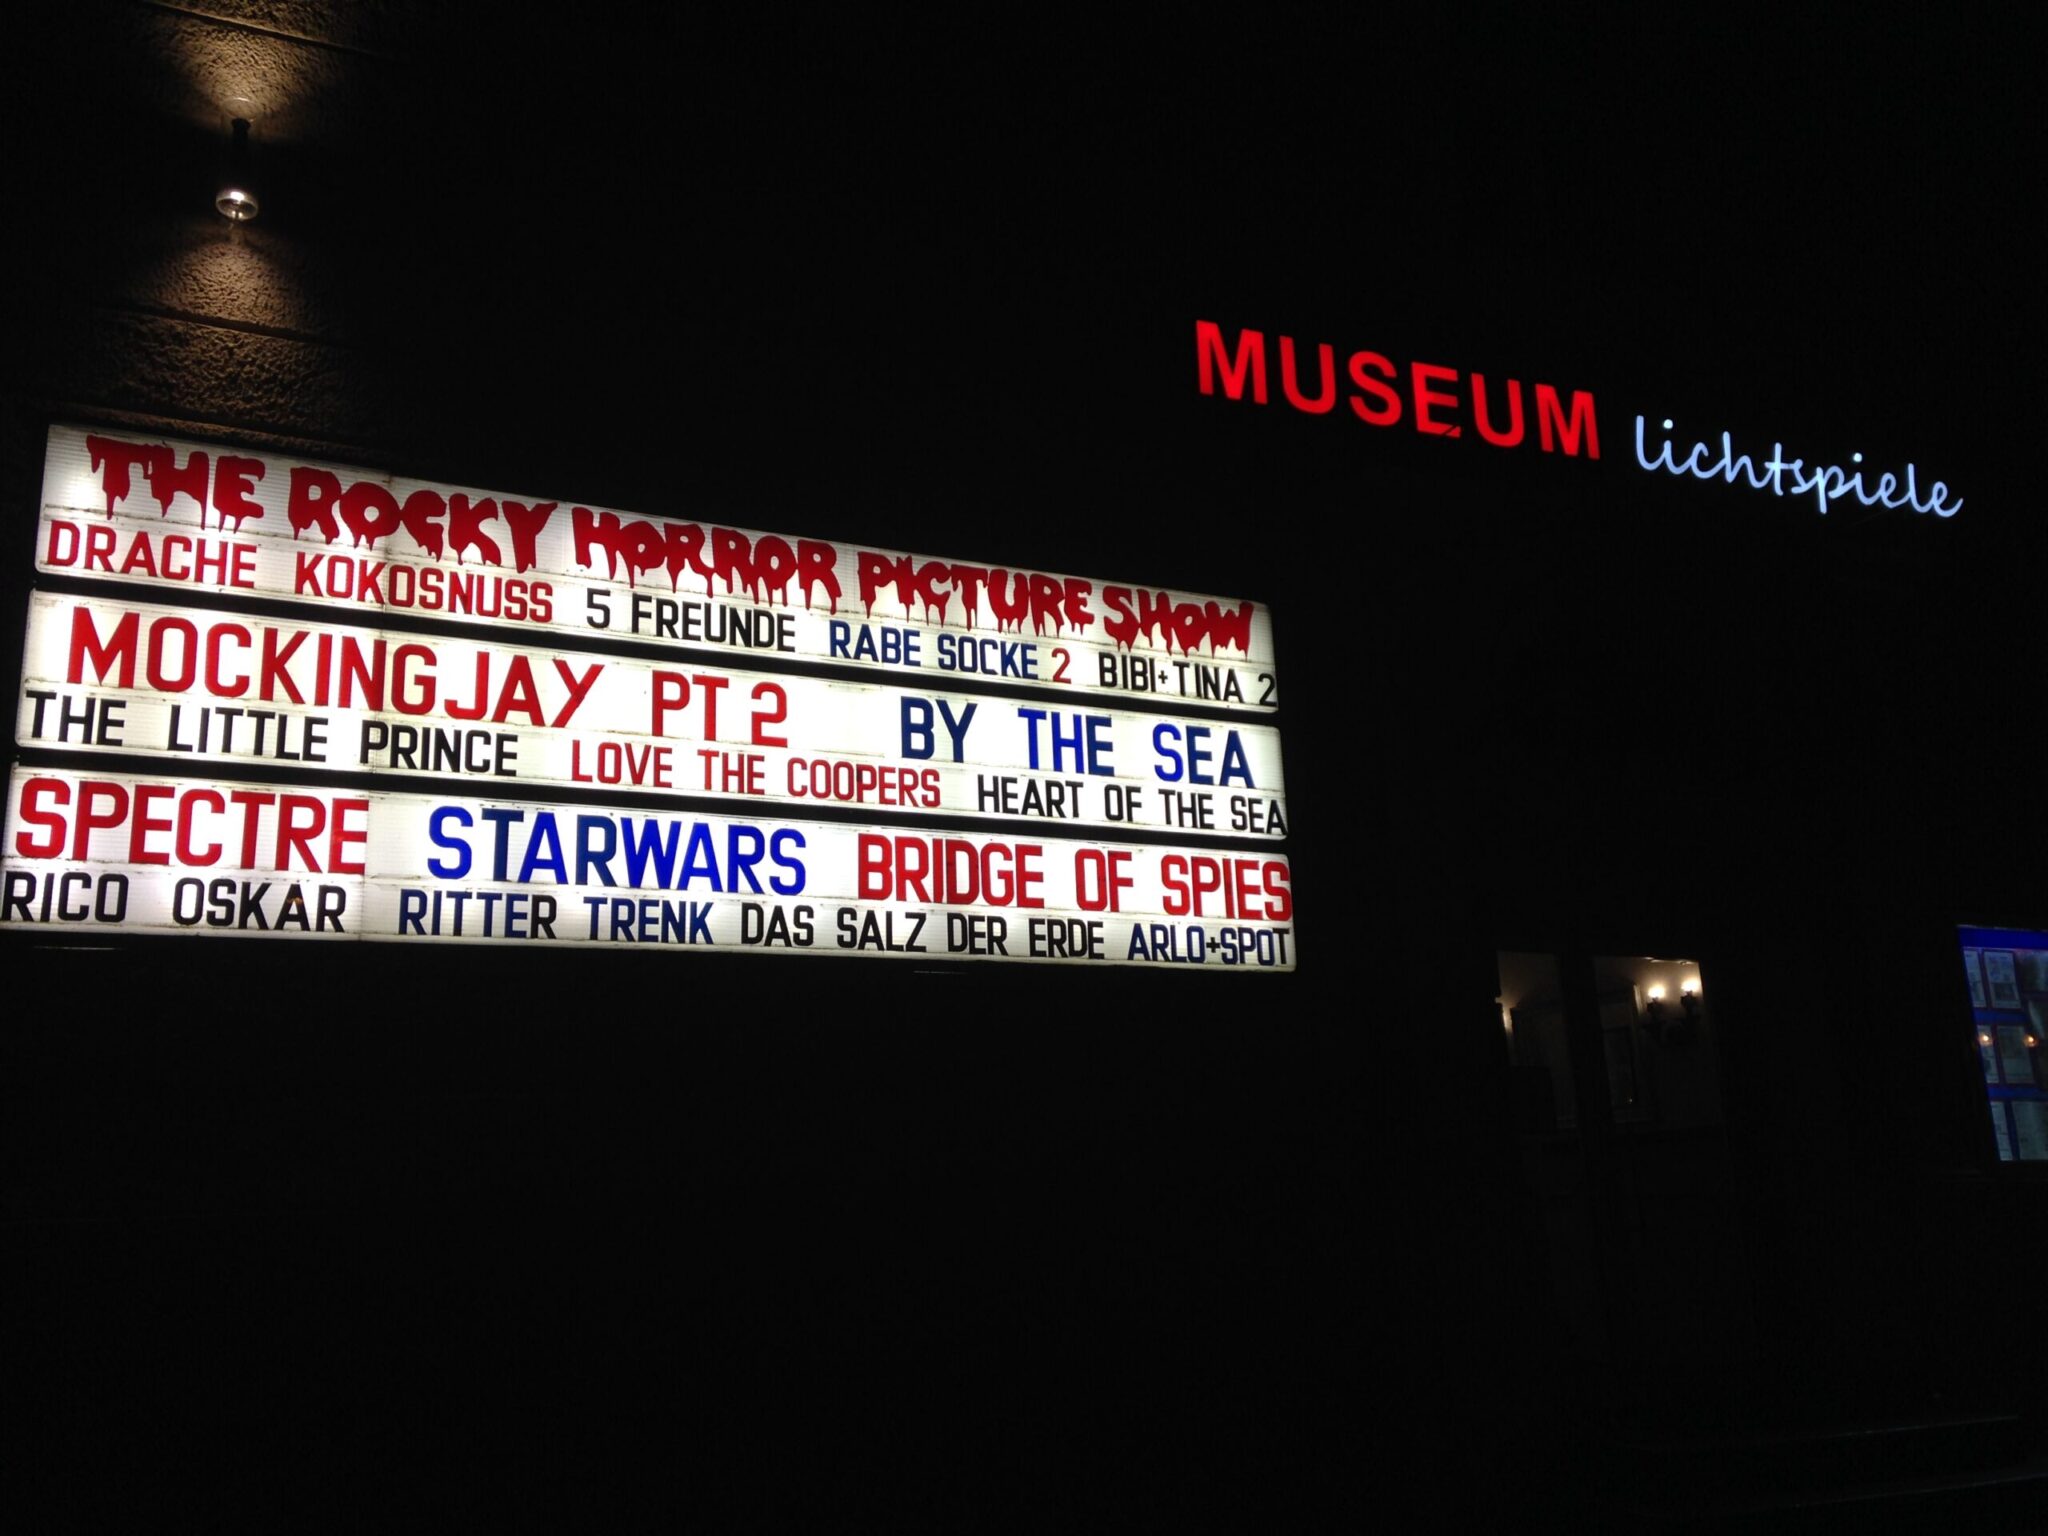 MUSEUM lichtspiele
THE ROCKY HORROR PICTURE SHOW
DRACHE KOKOSNUSS 5 FREUNDE RABE SOCKE 2 BIBI+TINA 2
MOCKINGJAY PT 2 BY THE SEA
THE LITTLE PRINCE LOVE THE COOPERS HEART OF THE SEA
SPECTRE STARWARS BRIDGE OF SPIES
RICO OSKAR RITTER TRENK DAS SALZ DER ERDE ARLO+SPOT